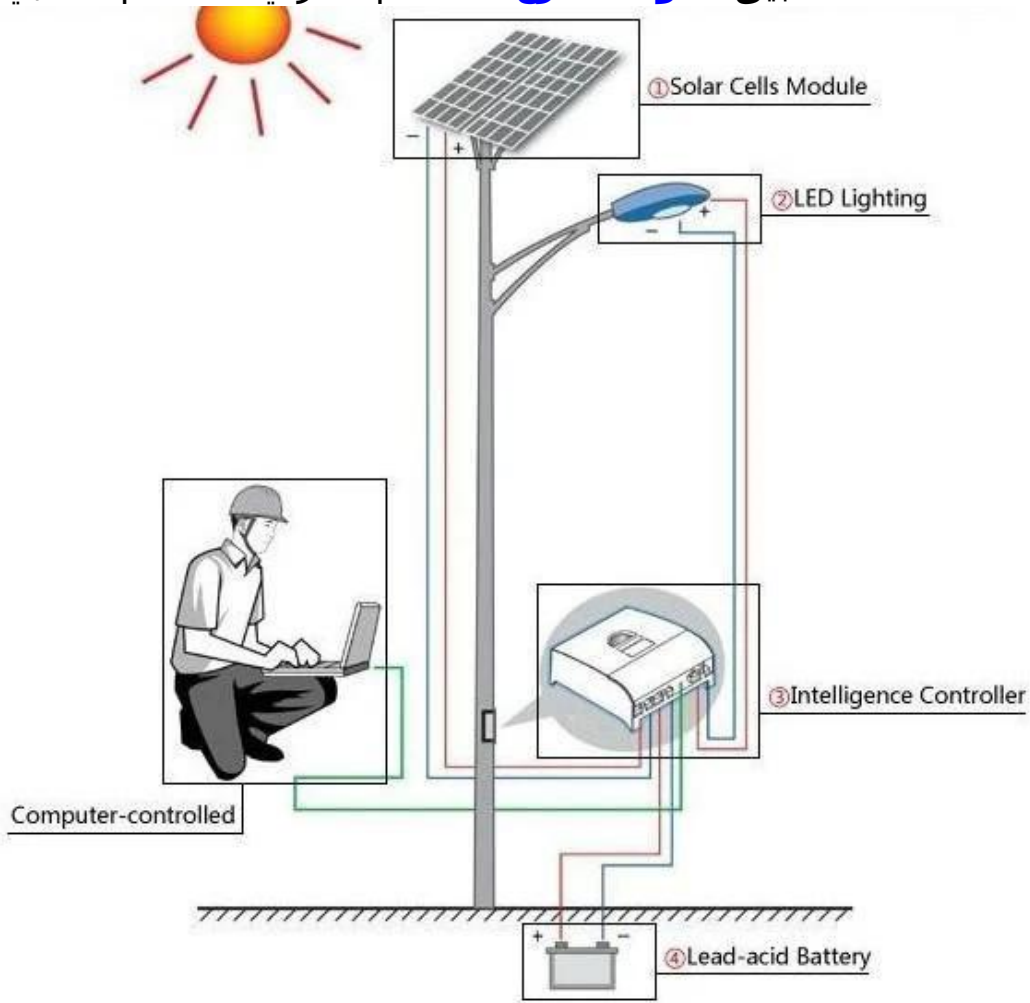 ①Solar Cells Module
− +
②LED Lighting
+
−
③Intelligence Controller
Computer-controlled
+ −
④Lead-acid Battery